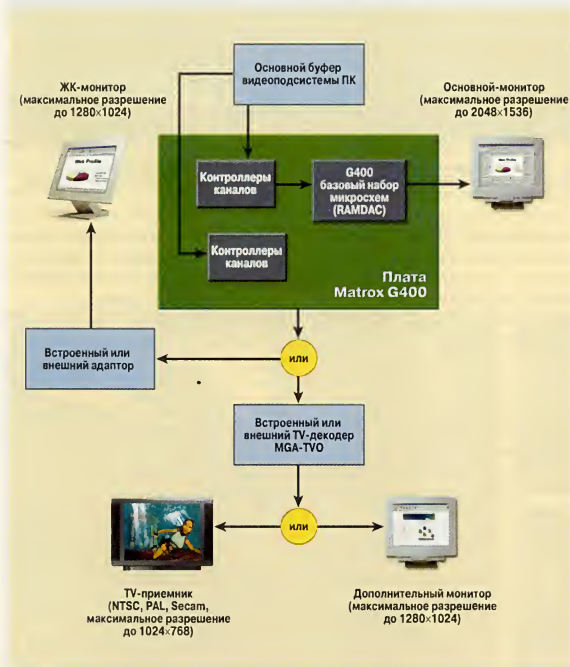 Основной буфер
видеоподсистемы ПК
ЖК-монитор
(максимальное разрешение
до 1280×1024)
Основной-монитор
(максимальное разрешение
до 2048×1536)
Контроллеры
каналов
G400
базовый набор
микросхем
(RAMDAC)
Контроллеры
каналов
Плата
Matrox G400
Встроенный или
внешний адаптор
или
Встроенный или
внешний TV-декодер
MGA-TVO
или
TV-приемник
(NTSC, PAL, Secam,
максимальное разрешение
до 1024×768)
Дополнительный монитор
(максимальное разрешение
до 1280×1024)